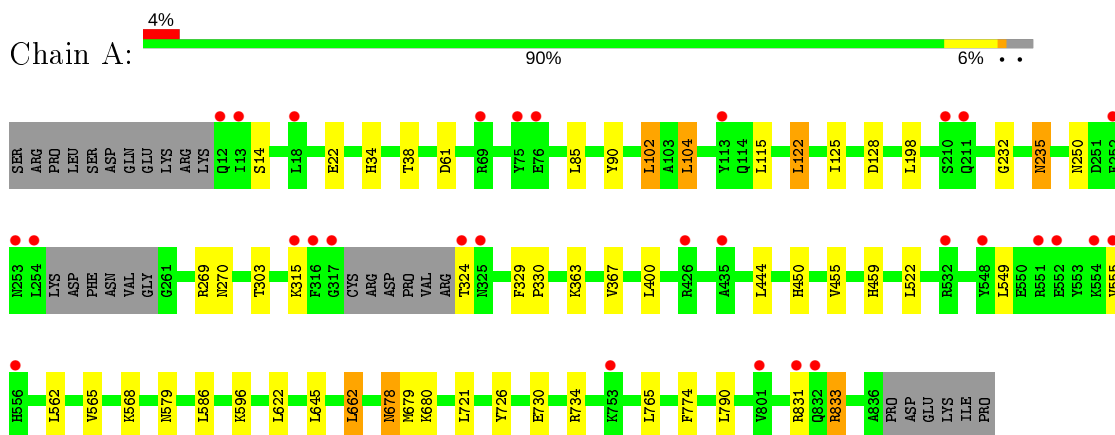 4%
Chain A:
90% 6% • •
SER ARG PRO LEU SER ASP GLN GLU LYS ARG LYS Q12 I13 S14 L18 E22 H34 T38 D61 R69 Y75 E76 L85 Y90 L102 A103 L104 Y113 Q114 L115 L122 I125 D128 L198 S210 Q211 G232 N235 N250 D251 E252
N253 L254 LYS ASP PHE ASN VAL GLY G261 R269 N270 T303 K315 F316 G317 CYS ARG ASP PRO VAL ARG T324 N325 F329 P330 K363 V367 L400 R426 A435 L444 H450 V455 H459 L522 R532 Y548 L549 E550 R551 E552 Y553 K554 V555
H556 L562 V565 K568 N579 L586 K596 L622 L645 L662 N678 M679 K680 L721 Y726 E730 R734 K753 L765 F774 L790 V801 R831 Q832 R833 A836 PRO ASP GLU LYS ILE PRO